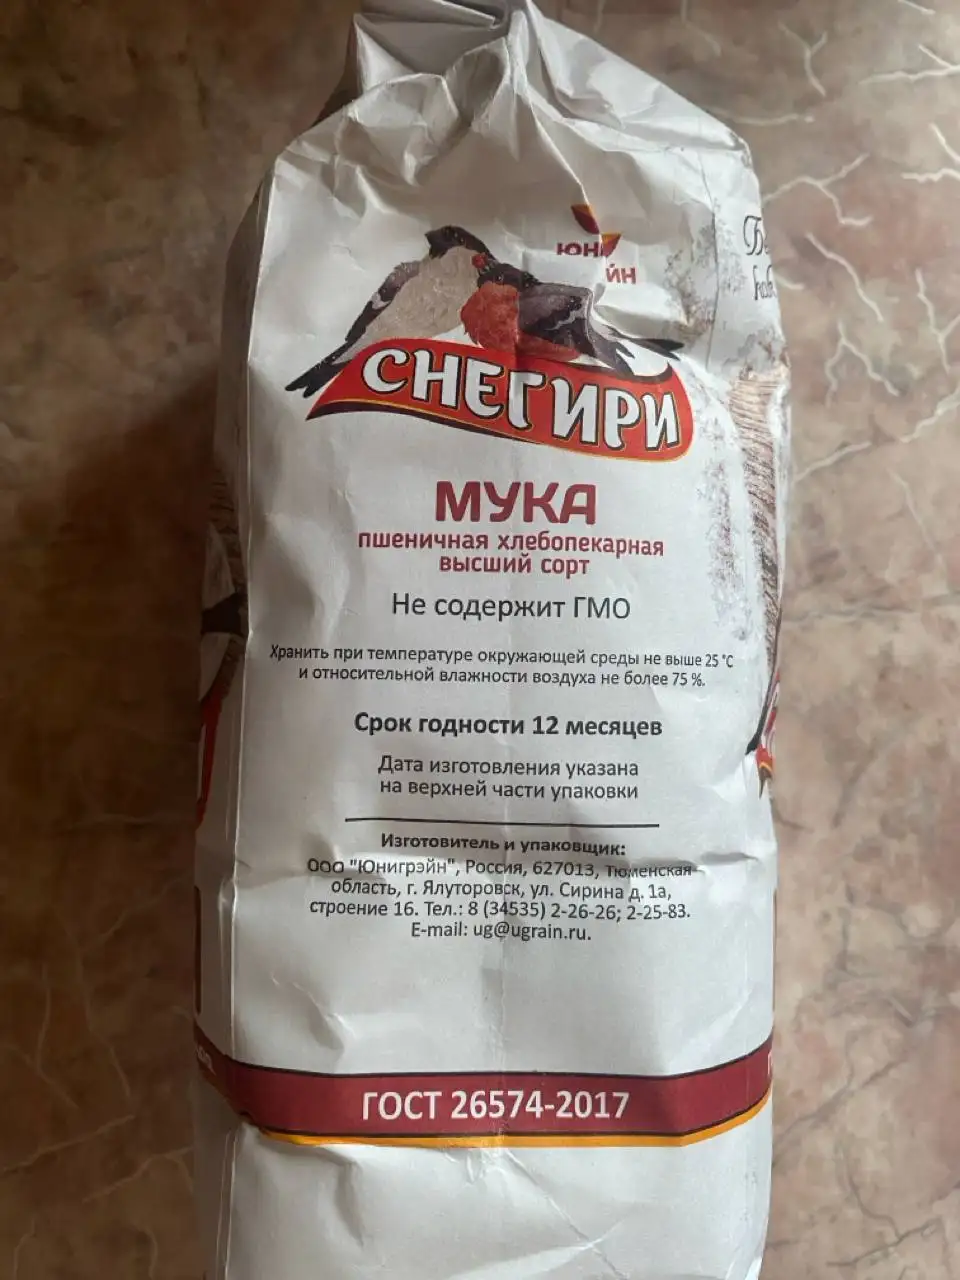 ЮНИ
ЙН
СНЕГИРИ
МУКА
пшеничная хлебопекарная
высший сорт
Не содержит ГМО
Хранить при температуре окружающей среды не выше 25 °С
и относительной влажности воздуха не более 75 %.
Срок годности 12 месяцев
Дата изготовления указана
на верхней части упаковки
Изготовитель и упаковщик:
ООО "Юнигрэйн", Россия, 627013, Тюменская
область, г. Ялуторовск, ул. Сирина д. 1а,
строение 16. Тел.: 8 (34535) 2-26-26; 2-25-83.
E-mail: ug@ugrain.ru.
ГОСТ 26574-2017